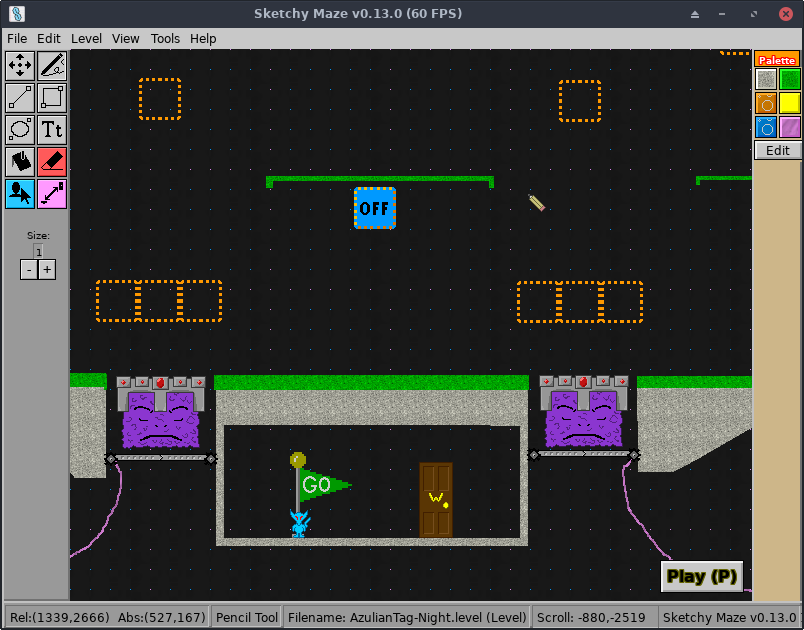 Sketchy Maze v0.13.0 (60 FPS)
File Edit Level View Tools Help
Palette
Tt
OFF
Edit
Size:
1
- +
GO
W
Play (P)
Rel:(1339,2666) Abs:(527,167) Pencil Tool Filename: AzulianTag-Night.level (Level) Scroll: -880,-2519 Sketchy Maze v0.13.0